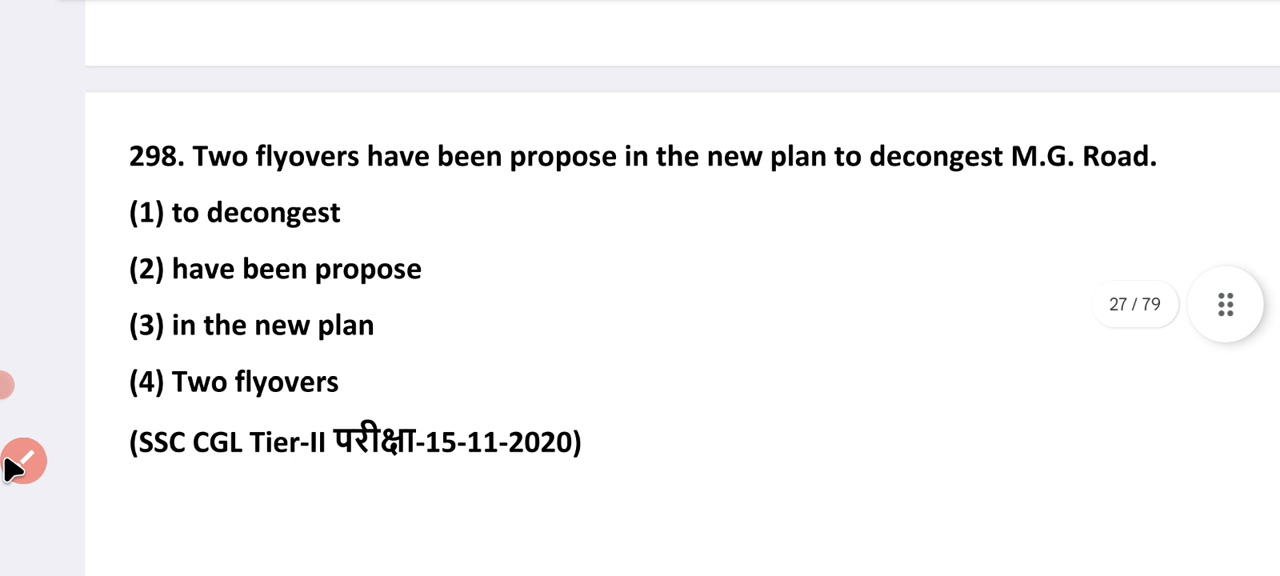 298. Two flyovers have been propose in the new plan to decongest M.G. Road.
(1) to decongest
(2) have been propose
27 / 79
(3) in the new plan
(4) Two flyovers
(SSC CGL Tier-II परीक्षा-15-11-2020)